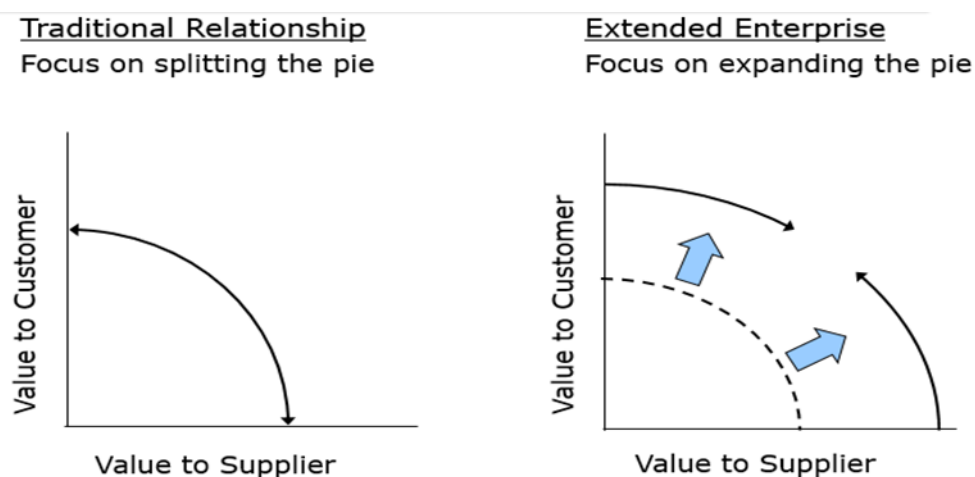 Traditional Relationship
Focus on splitting the pie
Value to Customer
Value to Supplier
Extended Enterprise
Focus on expanding the pie
Value to Customer
Value to Supplier